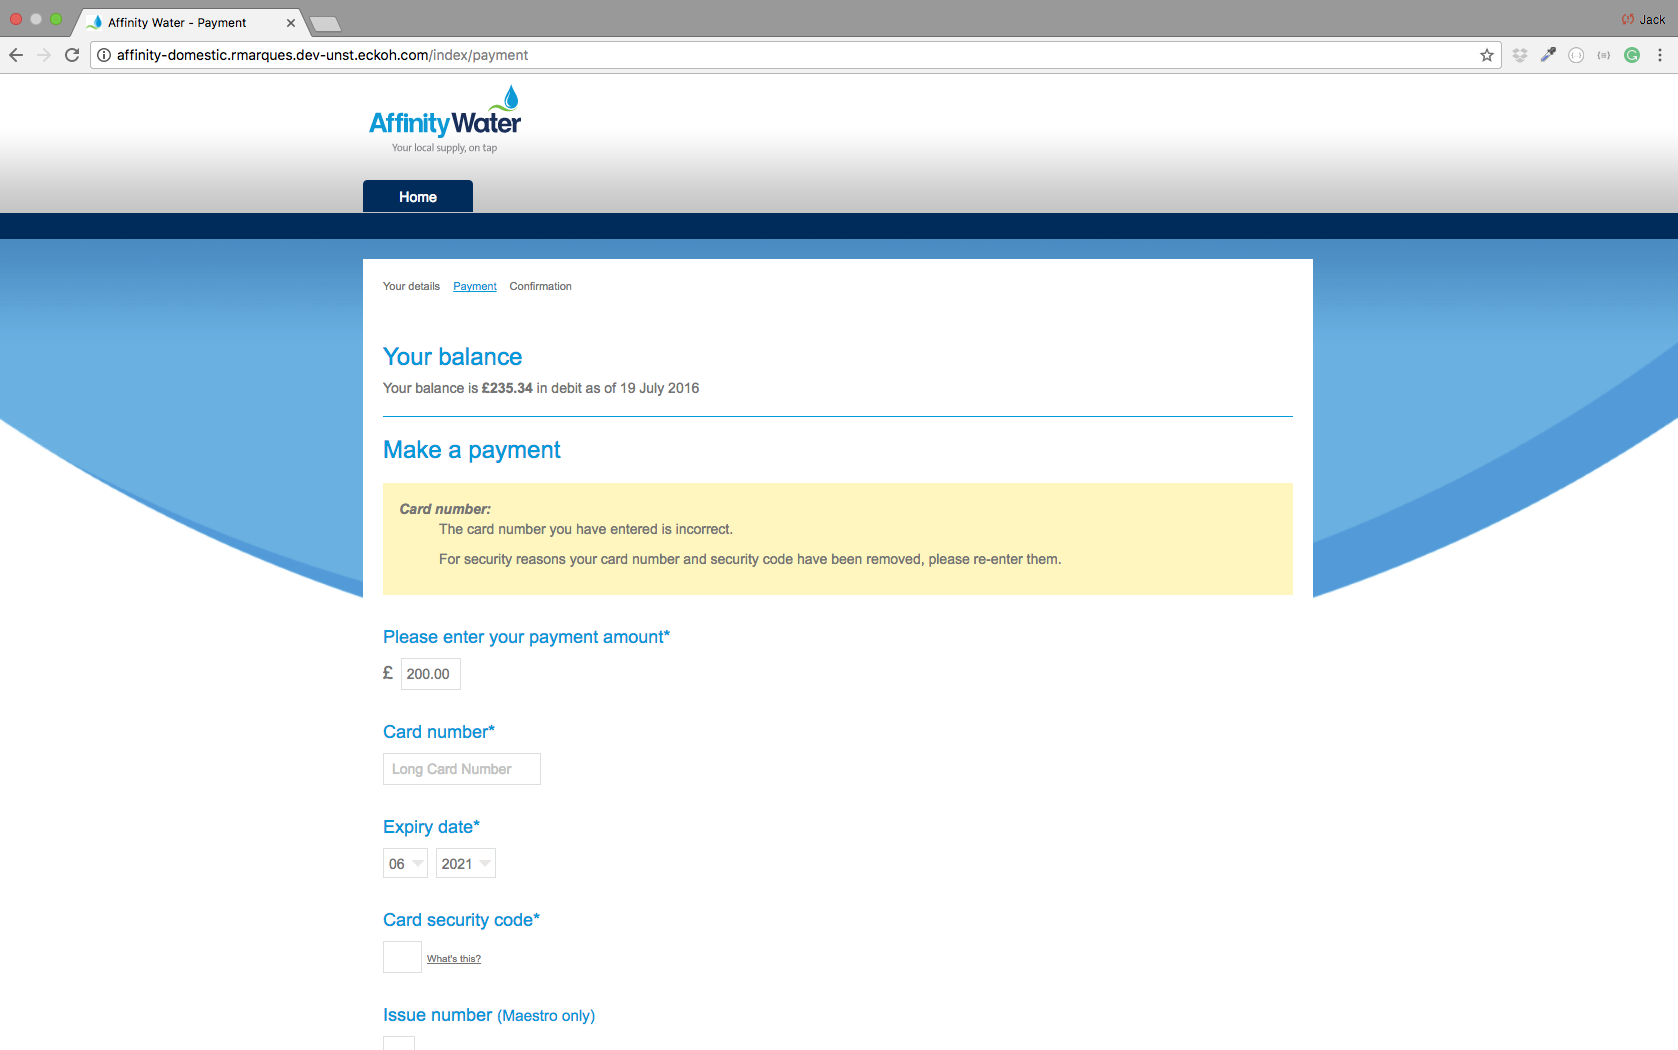 Affinity Water - Payment
Jack
affinity-domestic.rmarques.dev-unst.eckoh.com/index/payment
AffinityWater
Your local supply, on tap
Home
Your details Payment Confirmation
Your balance
Your balance is £235.34 in debit as of 19 July 2016
Make a payment
Card number:
The card number you have entered is incorrect.
For security reasons your card number and security code have been removed, please re-enter them.
Please enter your payment amount*
£ 200.00
Card number*
Long Card Number
Expiry date*
06 2021
Card security code*
What's this?
Issue number (Maestro only)